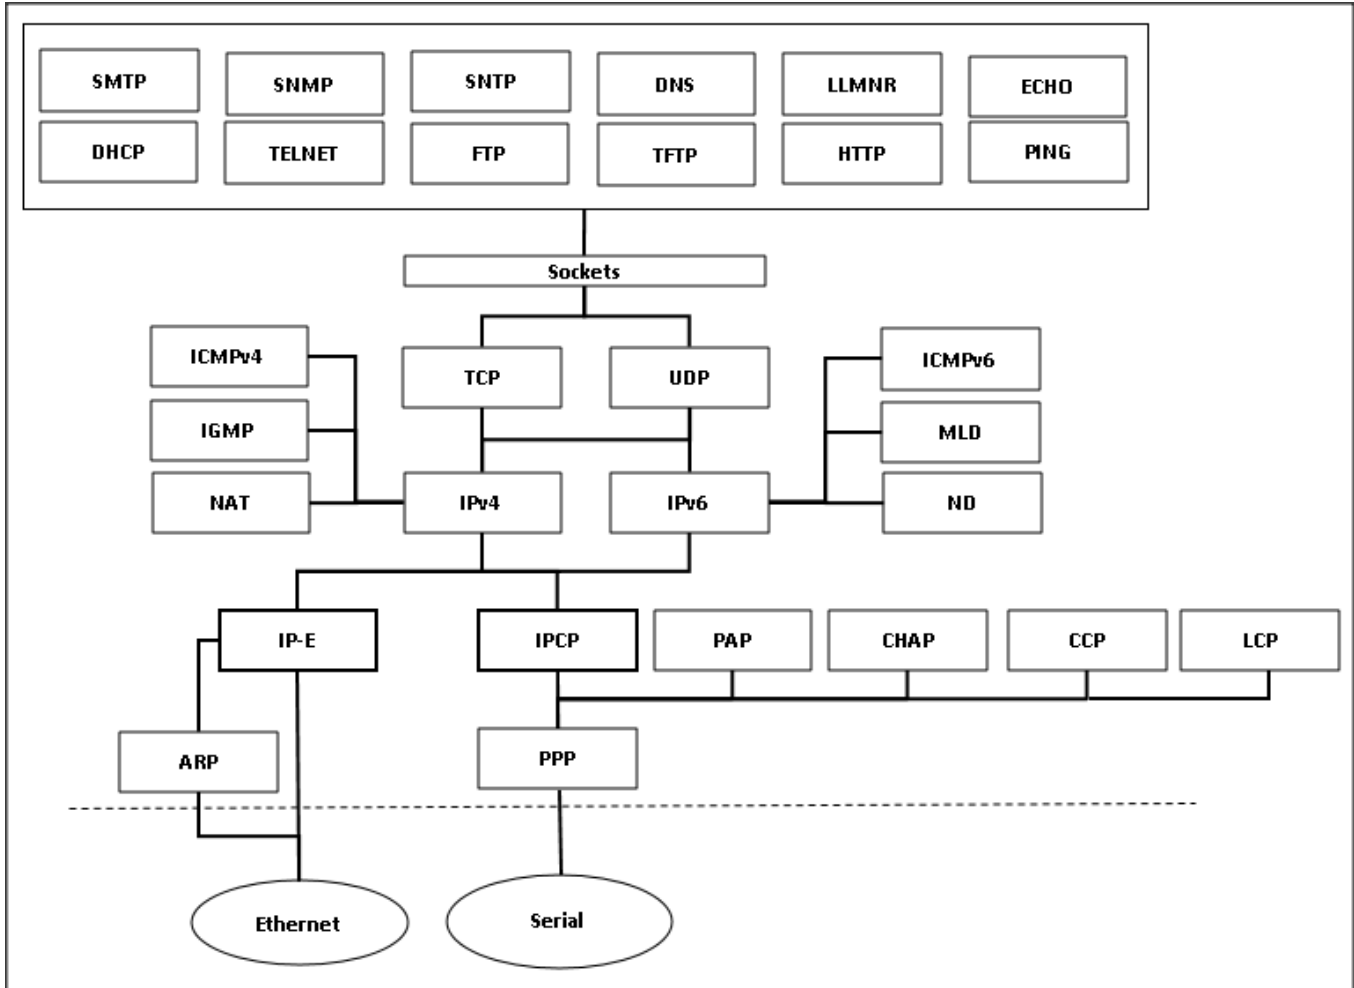 SMTP
SNMP
SNTP
DNS
LLMNR
ECHO
DHCP
TELNET
FTP
TFTP
HTTP
PING
Sockets
ICMPv4
TCP
UDP
ICMPv6
IGMP
MLD
NAT
IPv4
IPv6
ND
IP-E
IPCP
PAP
CHAP
CCP
LCP
ARP
PPP
Ethernet
Serial